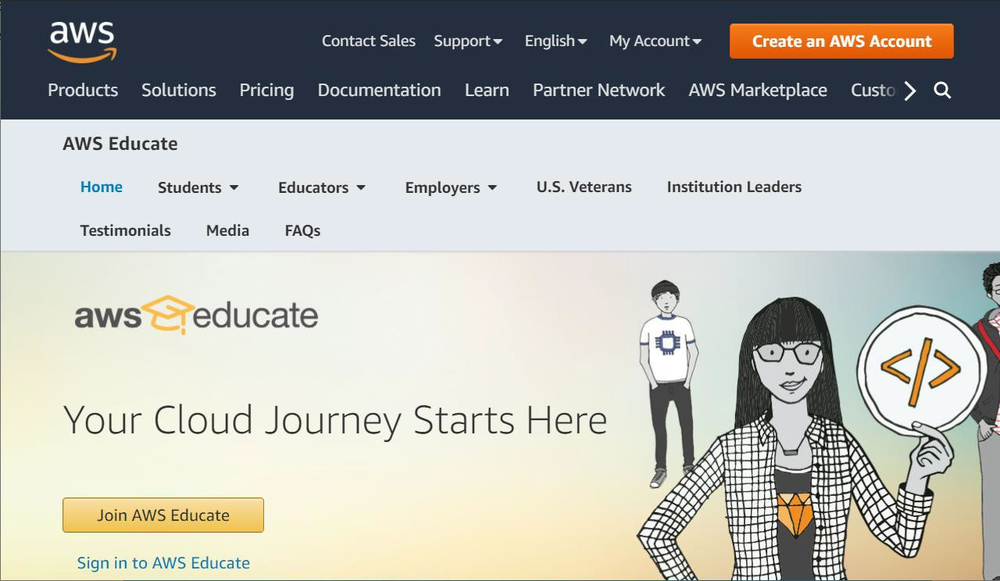 aws
Contact Sales Support English My Account Create an AWS Account
Products Solutions Pricing Documentation Learn Partner Network AWS Marketplace Custo
AWS Educate
Home Students Educators Employers U.S. Veterans Institution Leaders
Testimonials Media FAQs
aws educate
</>
Your Cloud Journey Starts Here
Join AWS Educate
Sign in to AWS Educate